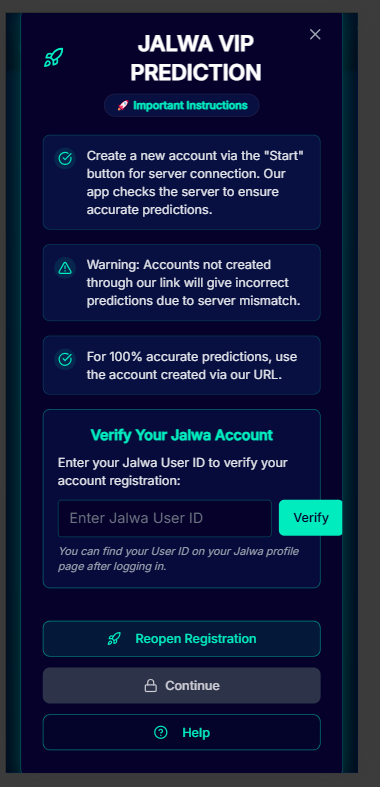 JALWA VIP
PREDICTION
🚀 Important Instructions
Create a new account via the "Start"
button for server connection. Our
app checks the server to ensure
accurate predictions.
Warning: Accounts not created
through our link will give incorrect
predictions due to server mismatch.
For 100% accurate predictions, use
the account created via our URL.
Verify Your Jalwa Account
Enter your Jalwa User ID to verify your
account registration:
Enter Jalwa User ID
Verify
You can find your User ID on your Jalwa profile
page after logging in.
Reopen Registration
Continue
Help